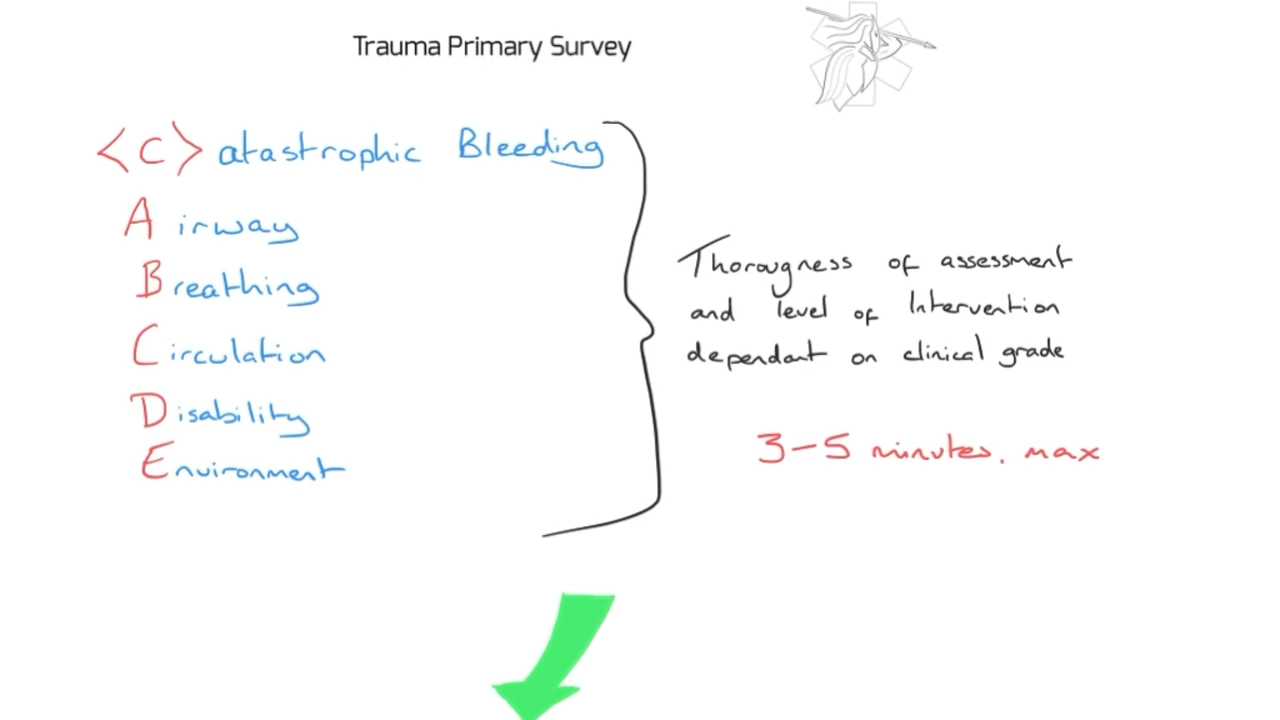 Trauma Primary Survey
<C>atastrophic Bleeding
Airway
Breathing
Circulation
Disability
Environment
Thorougness of assessment
and level of Intervention
dependant on clinical grade
3-5 minutes. max